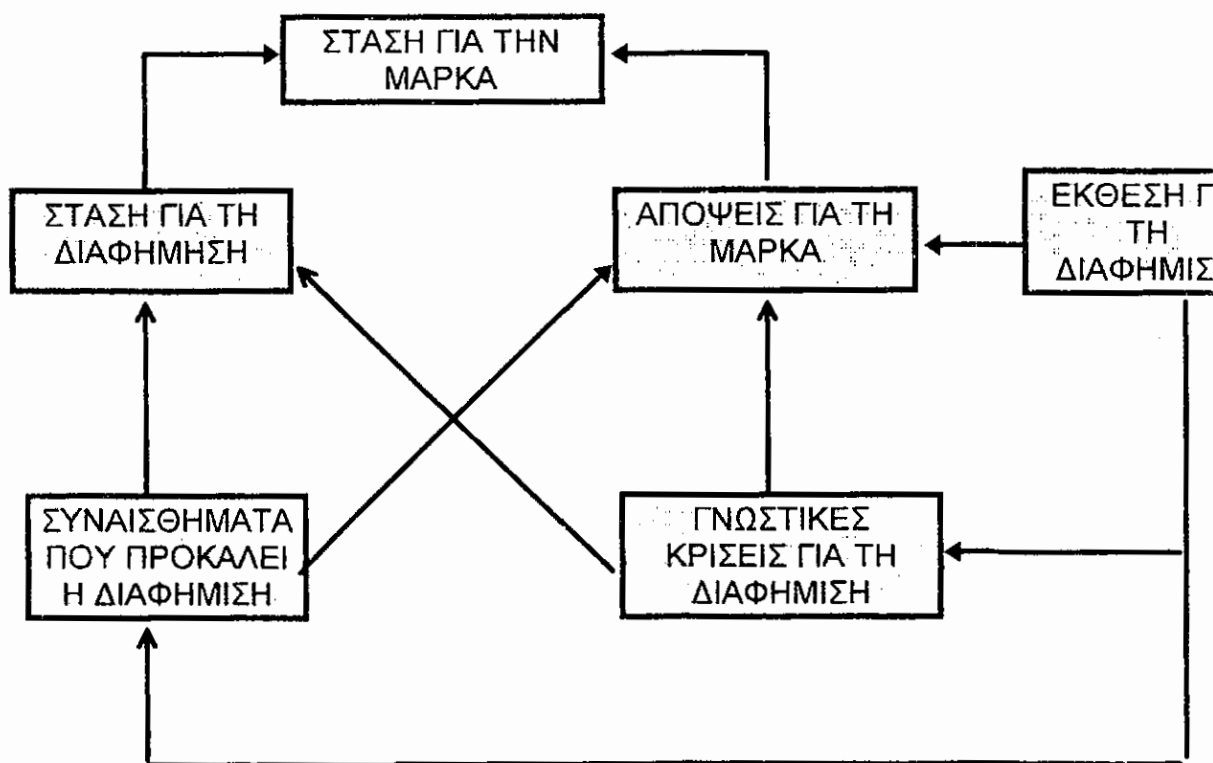 ΣΤΑΣΗ ΓΙΑ ΤΗΝ
ΜΑΡΚΑ
ΣΤΑΣΗ ΓΙΑ ΤΗ
ΔΙΑΦΗΜΗΣΗ
ΑΠΟΨΕΙΣ ΓΙΑ ΤΗ
ΜΑΡΚΑ
ΕΚΘΕΣΗ
ΤΗ
ΣΥΝΑΙΣΘΗΜΑΤΑ
ΠΟΥ ΠΡΟΚΑΛΕΙ
Η ΔΙΑΦΗΜΙΣΗ
ΓΝΩΣΤΙΚΕΣ
ΚΡΙΣΕΙΣ ΓΙΑ ΤΗ
ΔΙΑΦΗΜΙΣΗ